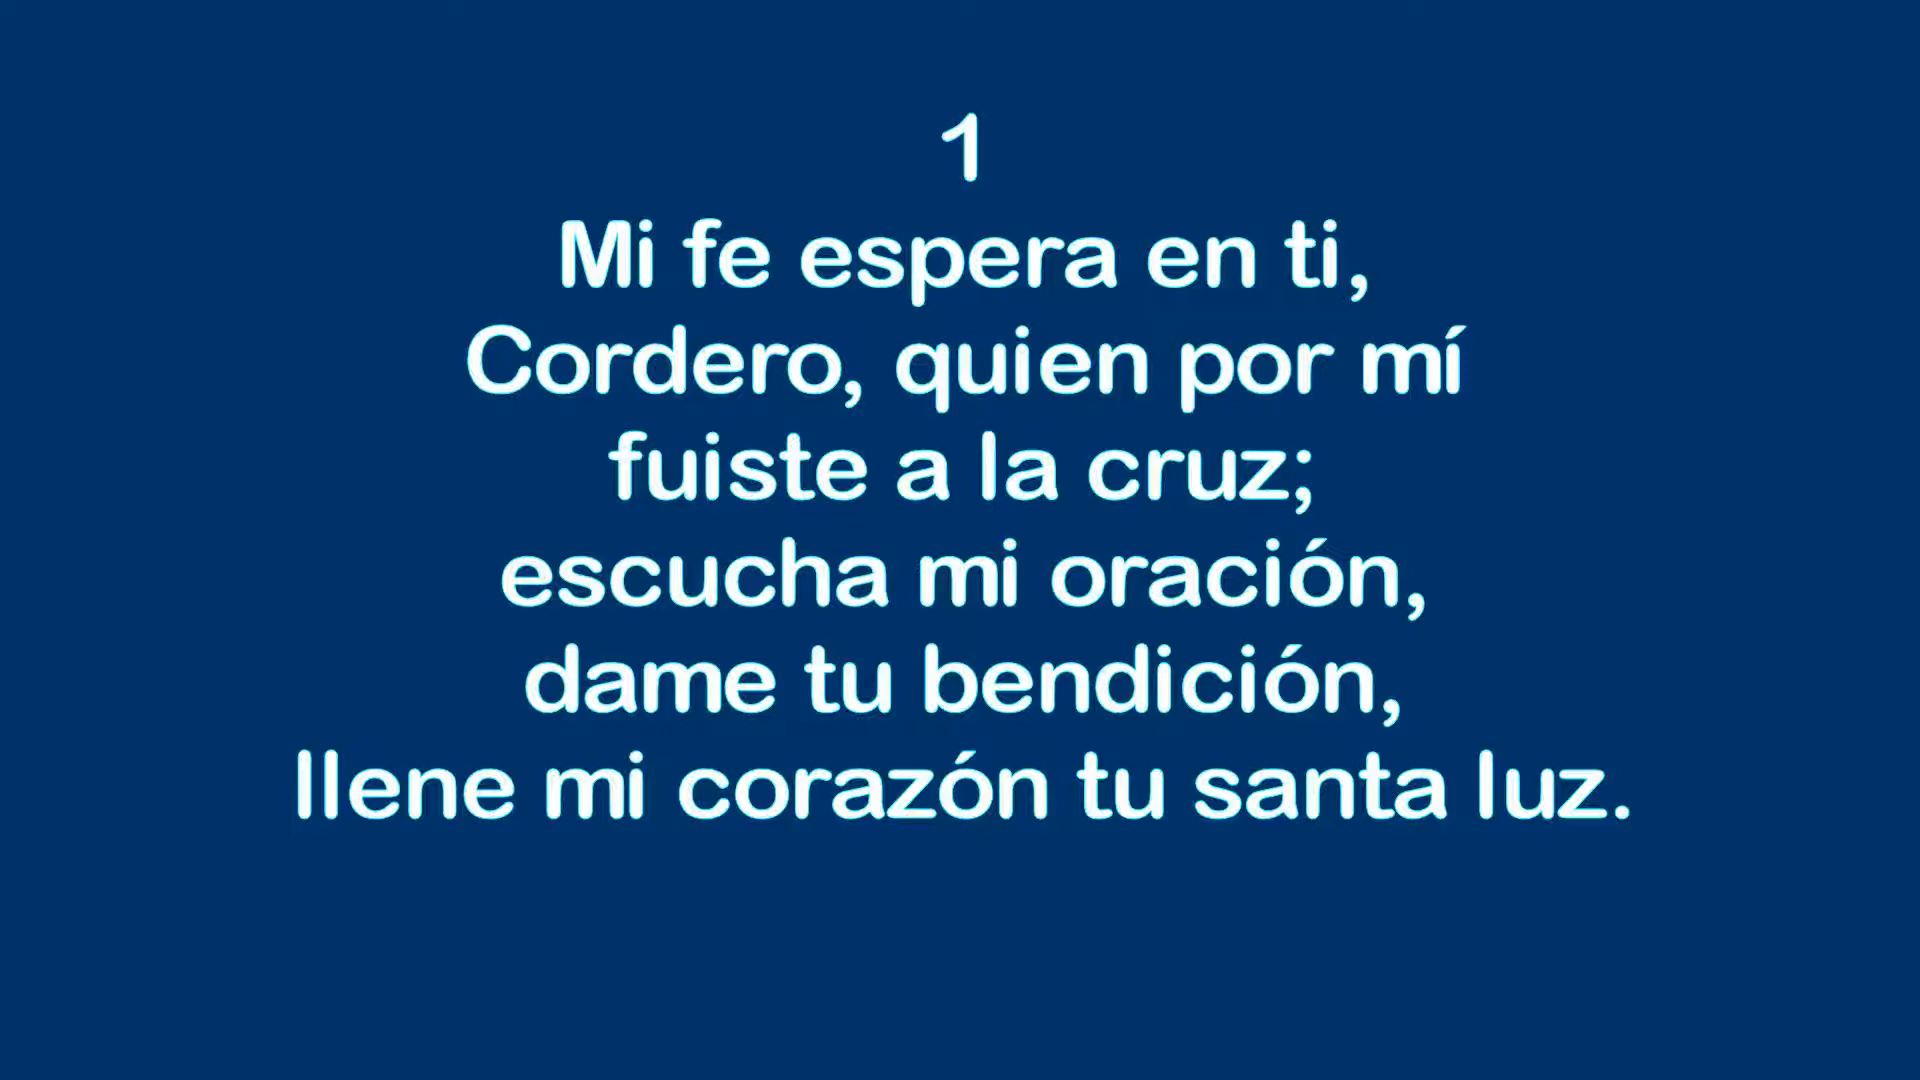 1
Mi fe espera en ti,
Cordero, quien por mí
fuiste a la cruz;
escucha mi oración,
dame tu bendición,
llene mi corazón tu santa luz.